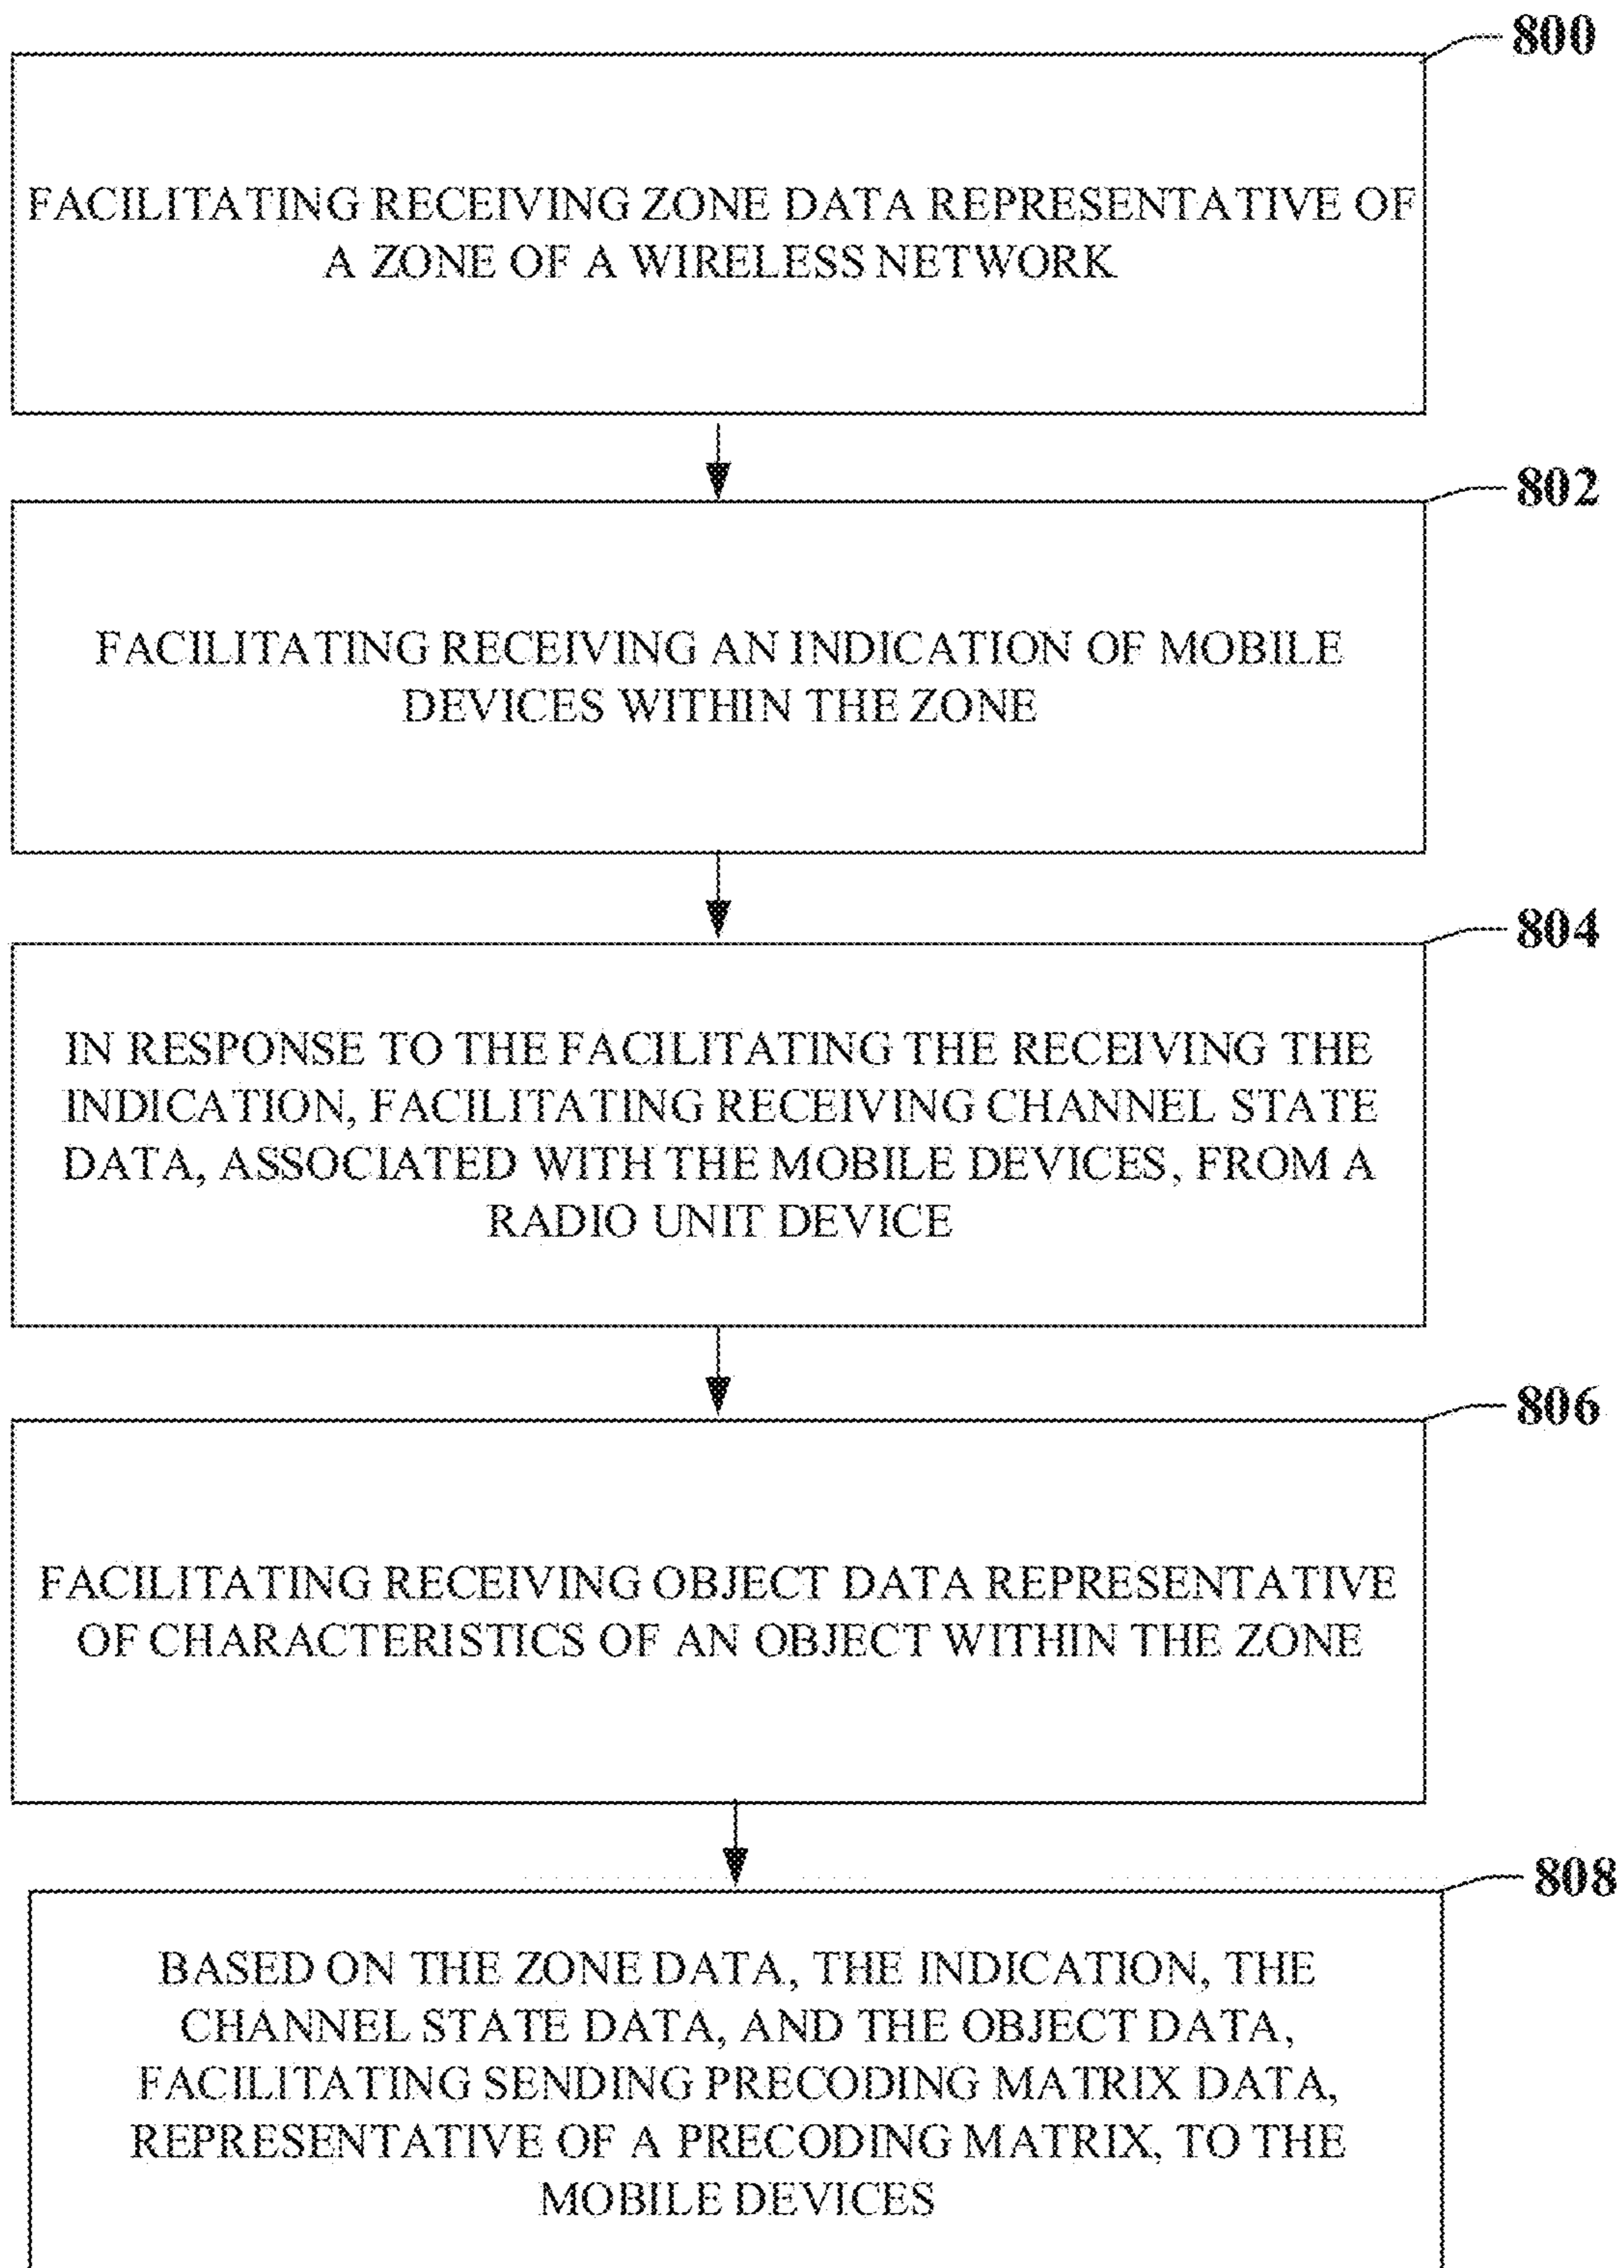 800
FACILITATING RECEIVING ZONE DATA REPRESENTATIVE OF
A ZONE OF A WIRELESS NETWORK
802
FACILITATING RECEIVING AN INDICATION OF MOBILE
DEVICES WITHIN THE ZONE
804
IN RESPONSE TO THE FACILITATING THE RECEIVING THE
INDICATION, FACILITATING RECEIVING CHANNEL STATE
DATA, ASSOCIATED WITH THE MOBILE DEVICES, FROM A
RADIO UNIT DEVICE
806
FACILITATING RECEIVING OBJECT DATA REPRESENTATIVE
OF CHARACTERISTICS OF AN OBJECT WITHIN THE ZONE
808
BASED ON THE ZONE DATA, THE INDICATION, THE
CHANNEL STATE DATA, AND THE OBJECT DATA,
FACILITATING SENDING PRECODING MATRIX DATA,
REPRESENTATIVE OF A PRECODING MATRIX, TO THE
MOBILE DEVICES